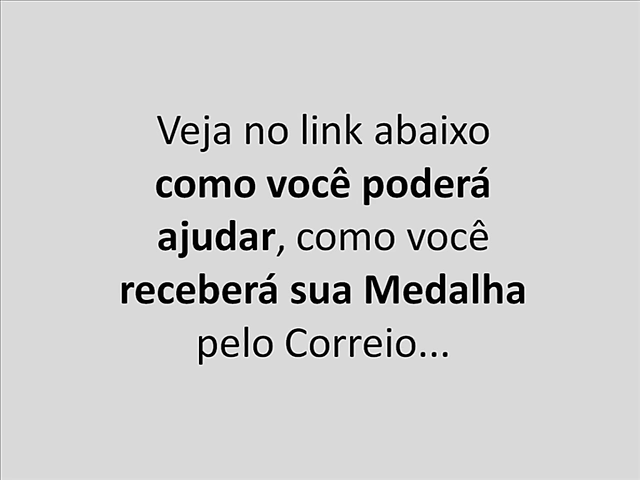 Veja no link abaixo
como você poderá
ajudar, como você
receberá sua Medalha
pelo Correio...